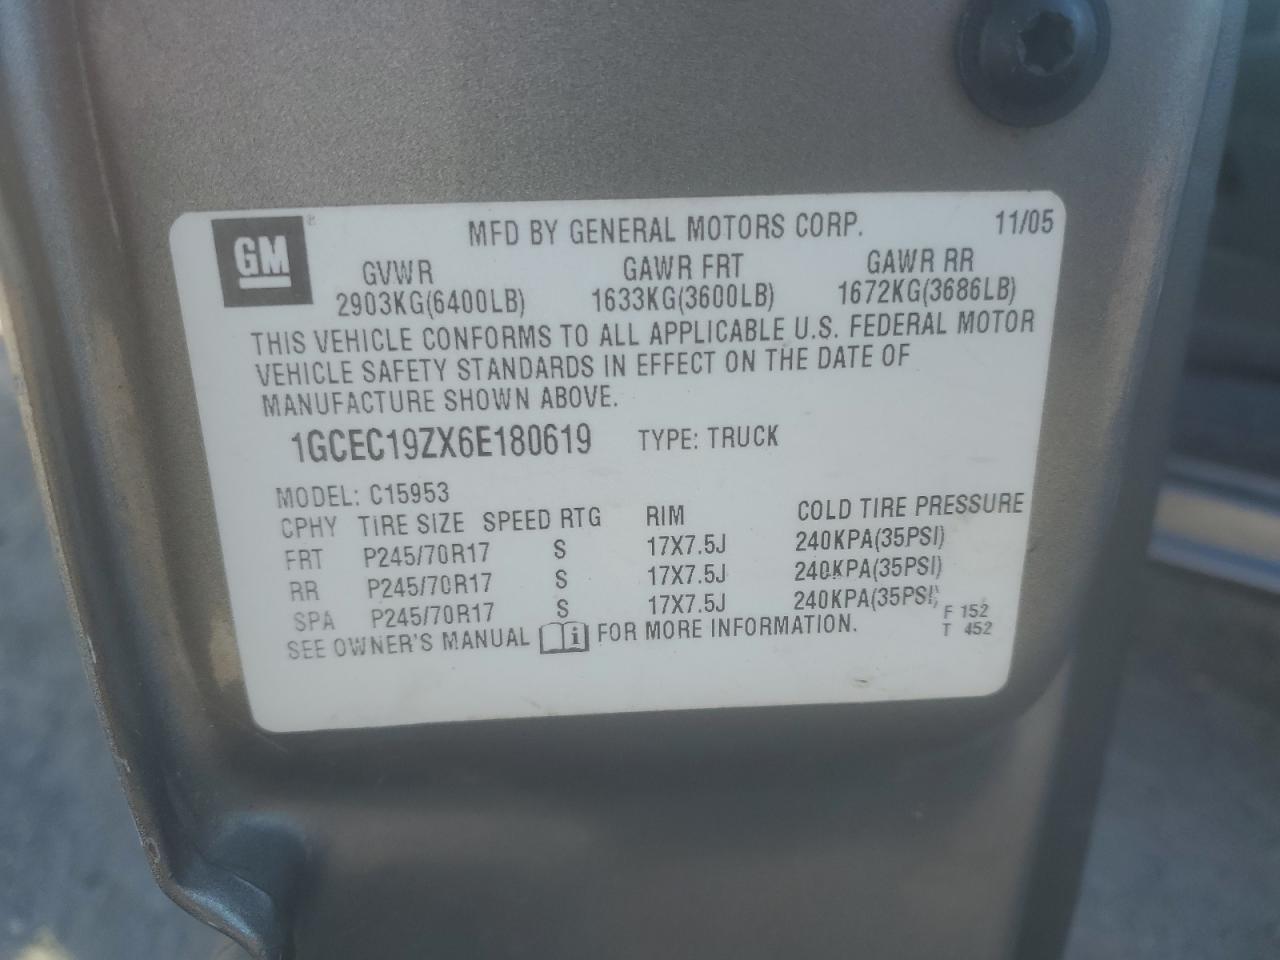 GM ® MFD BY GENERAL MOTORS CORP. 11/05
GVWR GAWR FRT GAWR RR
2903KG(6400LB) 1633KG(3600LB) 1672KG(3686LB)
THIS VEHICLE CONFORMS TO ALL APPLICABLE U.S. FEDERAL MOTOR
VEHICLE SAFETY STANDARDS IN EFFECT ON THE DATE OF
MANUFACTURE SHOWN ABOVE.
1GCEC19ZX6E180619 TYPE: TRUCK
MODEL: C15953
CPHY TIRE SIZE SPEED RTG RIM COLD TIRE PRESSURE
FRT P245/70R17 S 17X7.5J 240KPA(35PSI)
RR P245/70R17 S 17X7.5J 240KPA(35PSI)
SPA P245/70R17 S 17X7.5J 240KPA(35PSI)
SEE OWNER'S MANUAL i FOR MORE INFORMATION.
F 152
T 452